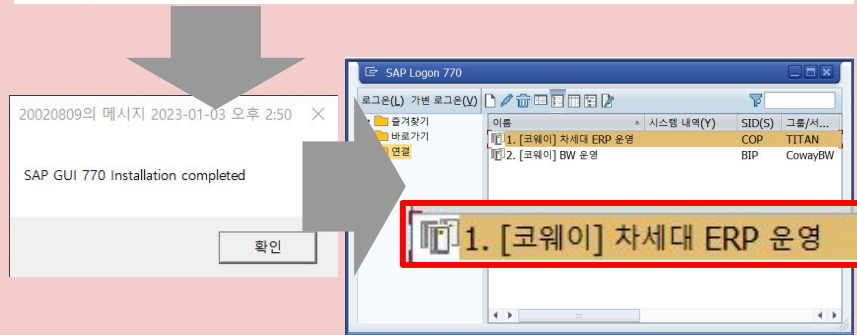 20020809의 메시지 2023-01-03 오후 2:50
SAP GUI 770 Installation completed
확인
SAP Logon 770
로그온(L) 가변 로그온(V)
즐겨찾기
바로가기
연결
이름 시스템 내역(Y) SID(S) 그룹/서...
1. [코웨이] 차세대 ERP 운영 COP TITAN
2. [코웨이] BW 운영 BIP CowayBW
1. [코웨이] 차세대 ERP 운영